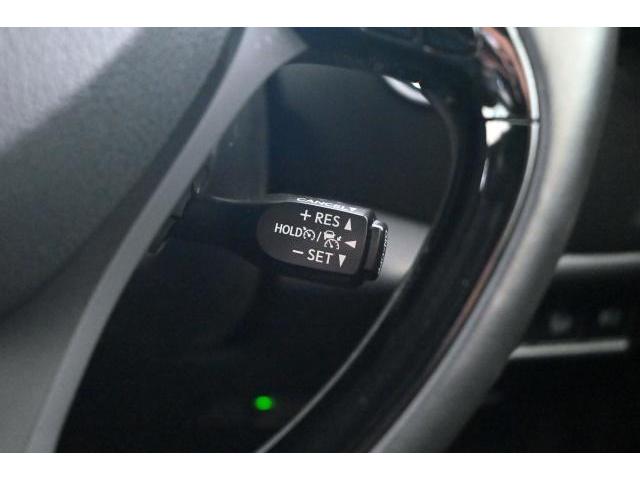 CANCEL
+ RES ▲
HOLD / ◀
− SET ▼